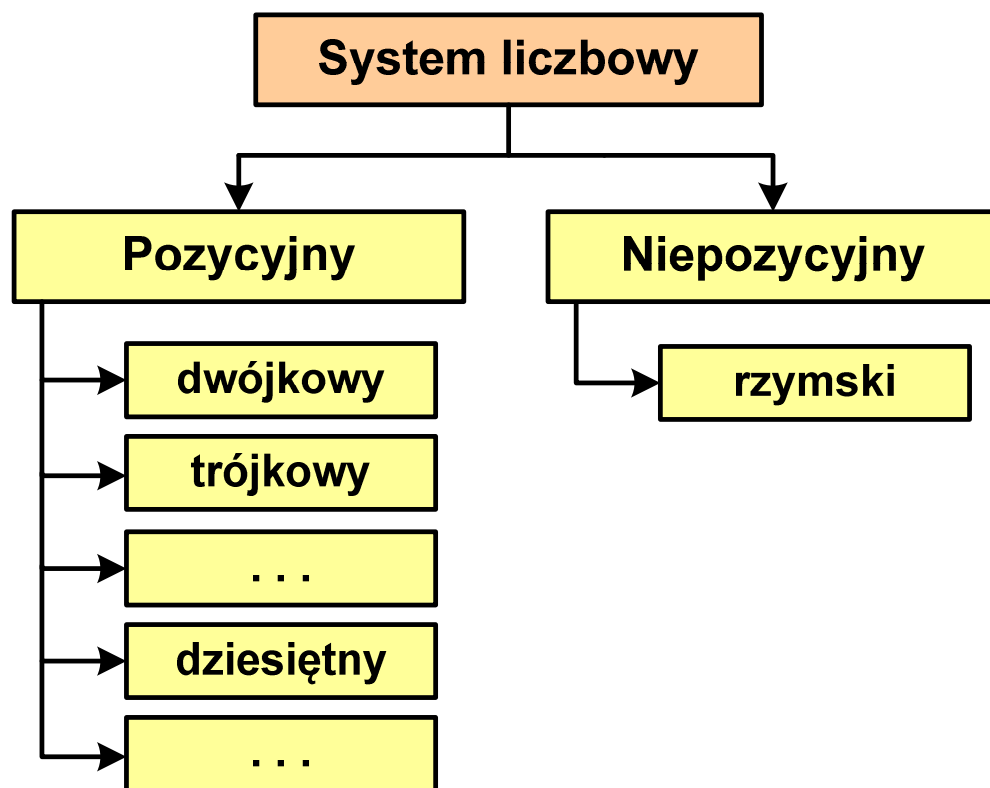 System liczbowy
Pozycyjny
Niepozycyjny
dwójkowy
rzymski
trójkowy
. . .
dziesiętny
. . .